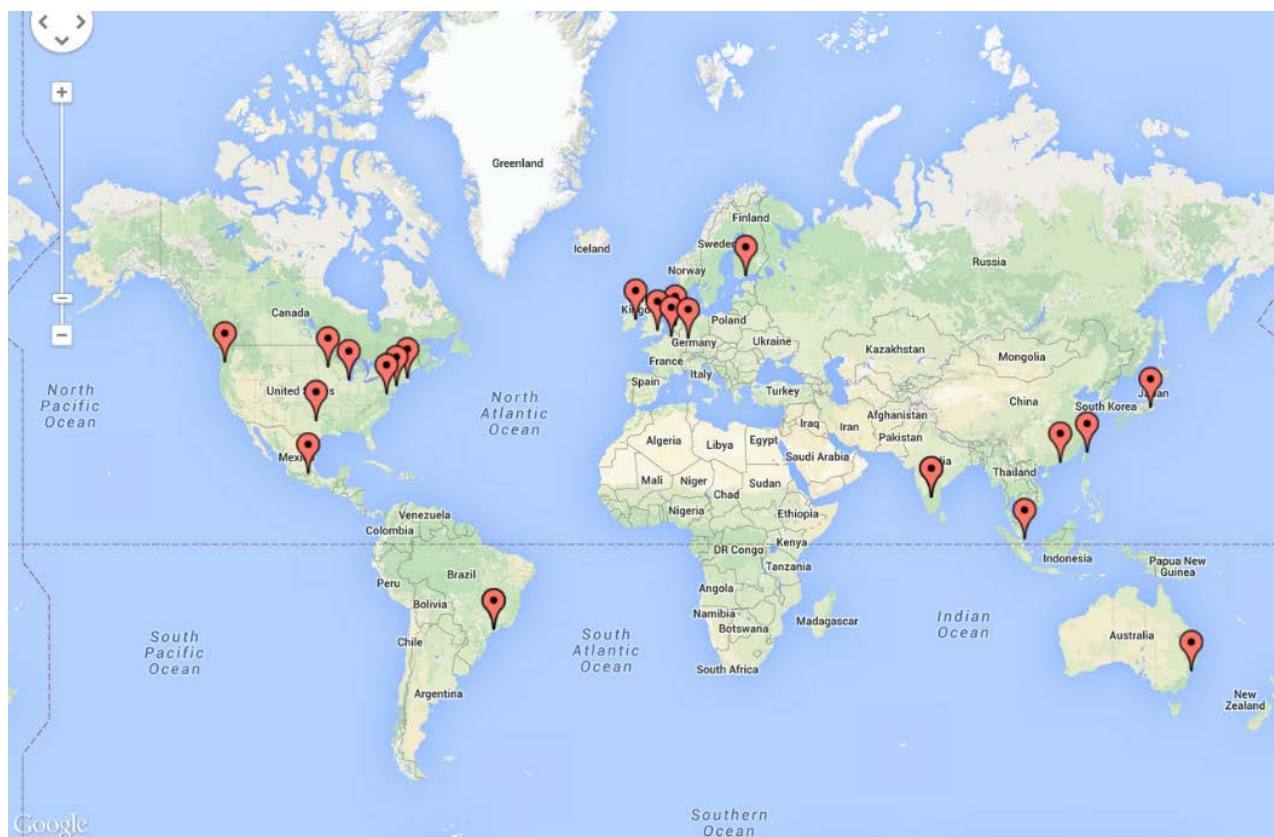 Greenland
Iceland
Finland
Sweden
Norway
Russia
Canada
Poland
Germany
Ukraine
Kazakhstan
Mongolia
France
Italy
Spain
Turkey
North
Pacific
Ocean
United
North
Atlantic
Ocean
China
South Korea
Afghanistan
Iraq
Iran
Pakistan
Algeria
Libya
Egypt
Saudi Arabia
Mali
Niger
Chad
Sudan
Thailand
Nigeria
Ethiopia
Venezuela
Colombia
DR Congo
Kenya
Tanzania
Indonesia
Papua New
Guinea
Brazil
Peru
Bolivia
Angola
Namibia
Botswana
Madagascar
South
Pacific
Ocean
Chile
South
Atlantic
Ocean
Indian
Ocean
Australia
South Africa
Argentina
New
Zealand
Southern
Ocean
Google